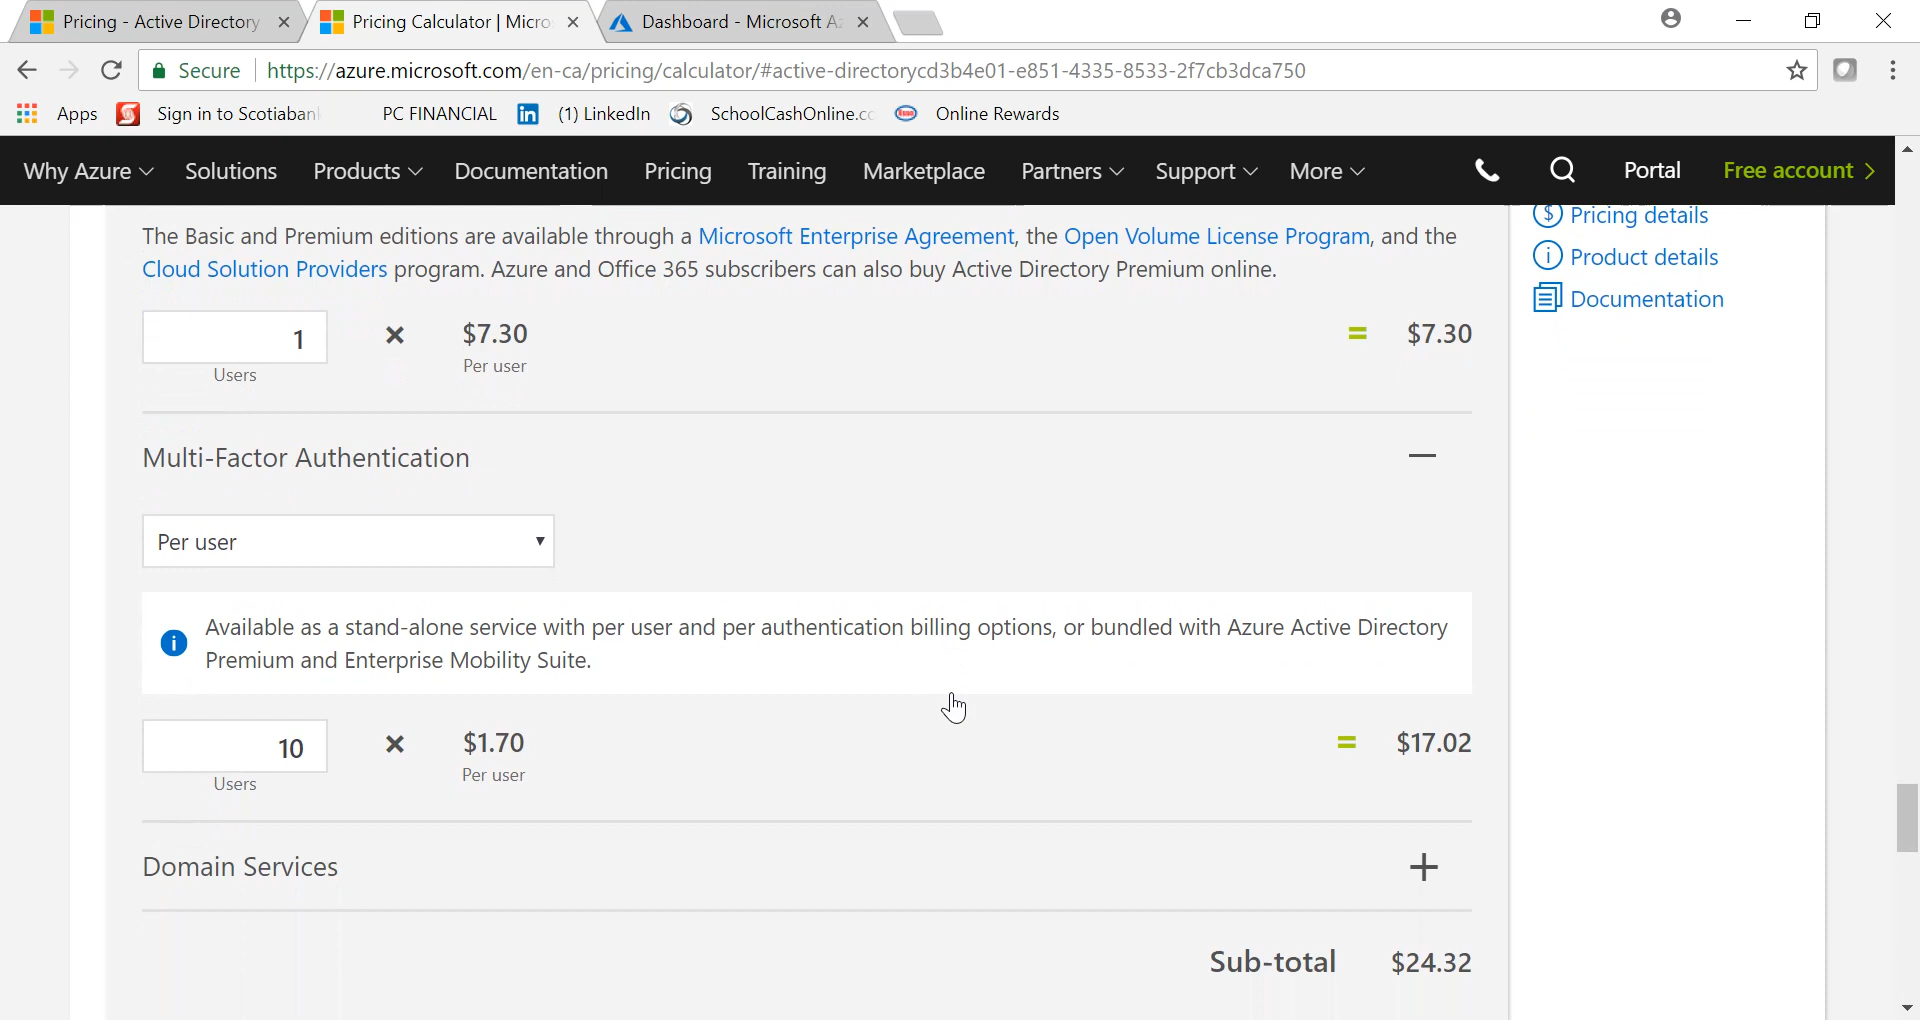 Pricing - Active Directory
Pricing Calculator | Micro
Dashboard - Microsoft A
Secure
https://azure.microsoft.com/en-ca/pricing/calculator/#active-directorycd3b4e01-e851-4335-8533-2f7cb3dca750
Apps
Sign in to Scotiaban
PC FINANCIAL
(1) LinkedIn
SchoolCashOnline.cc
Online Rewards
Why Azure
Solutions
Products
Documentation
Pricing
Training
Marketplace
Partners
Support
More
Portal
Free account >
Pricing details
Product details
Documentation
The Basic and Premium editions are available through a Microsoft Enterprise Agreement, the Open Volume License Program, and the
Cloud Solution Providers program. Azure and Office 365 subscribers can also buy Active Directory Premium online.
1 × $7.30 = $7.30
Users Per user
Multi-Factor Authentication
Per user
Available as a stand-alone service with per user and per authentication billing options, or bundled with Azure Active Directory
Premium and Enterprise Mobility Suite.
10 × $1.70 = $17.02
Users Per user
Domain Services +
Sub-total $24.32